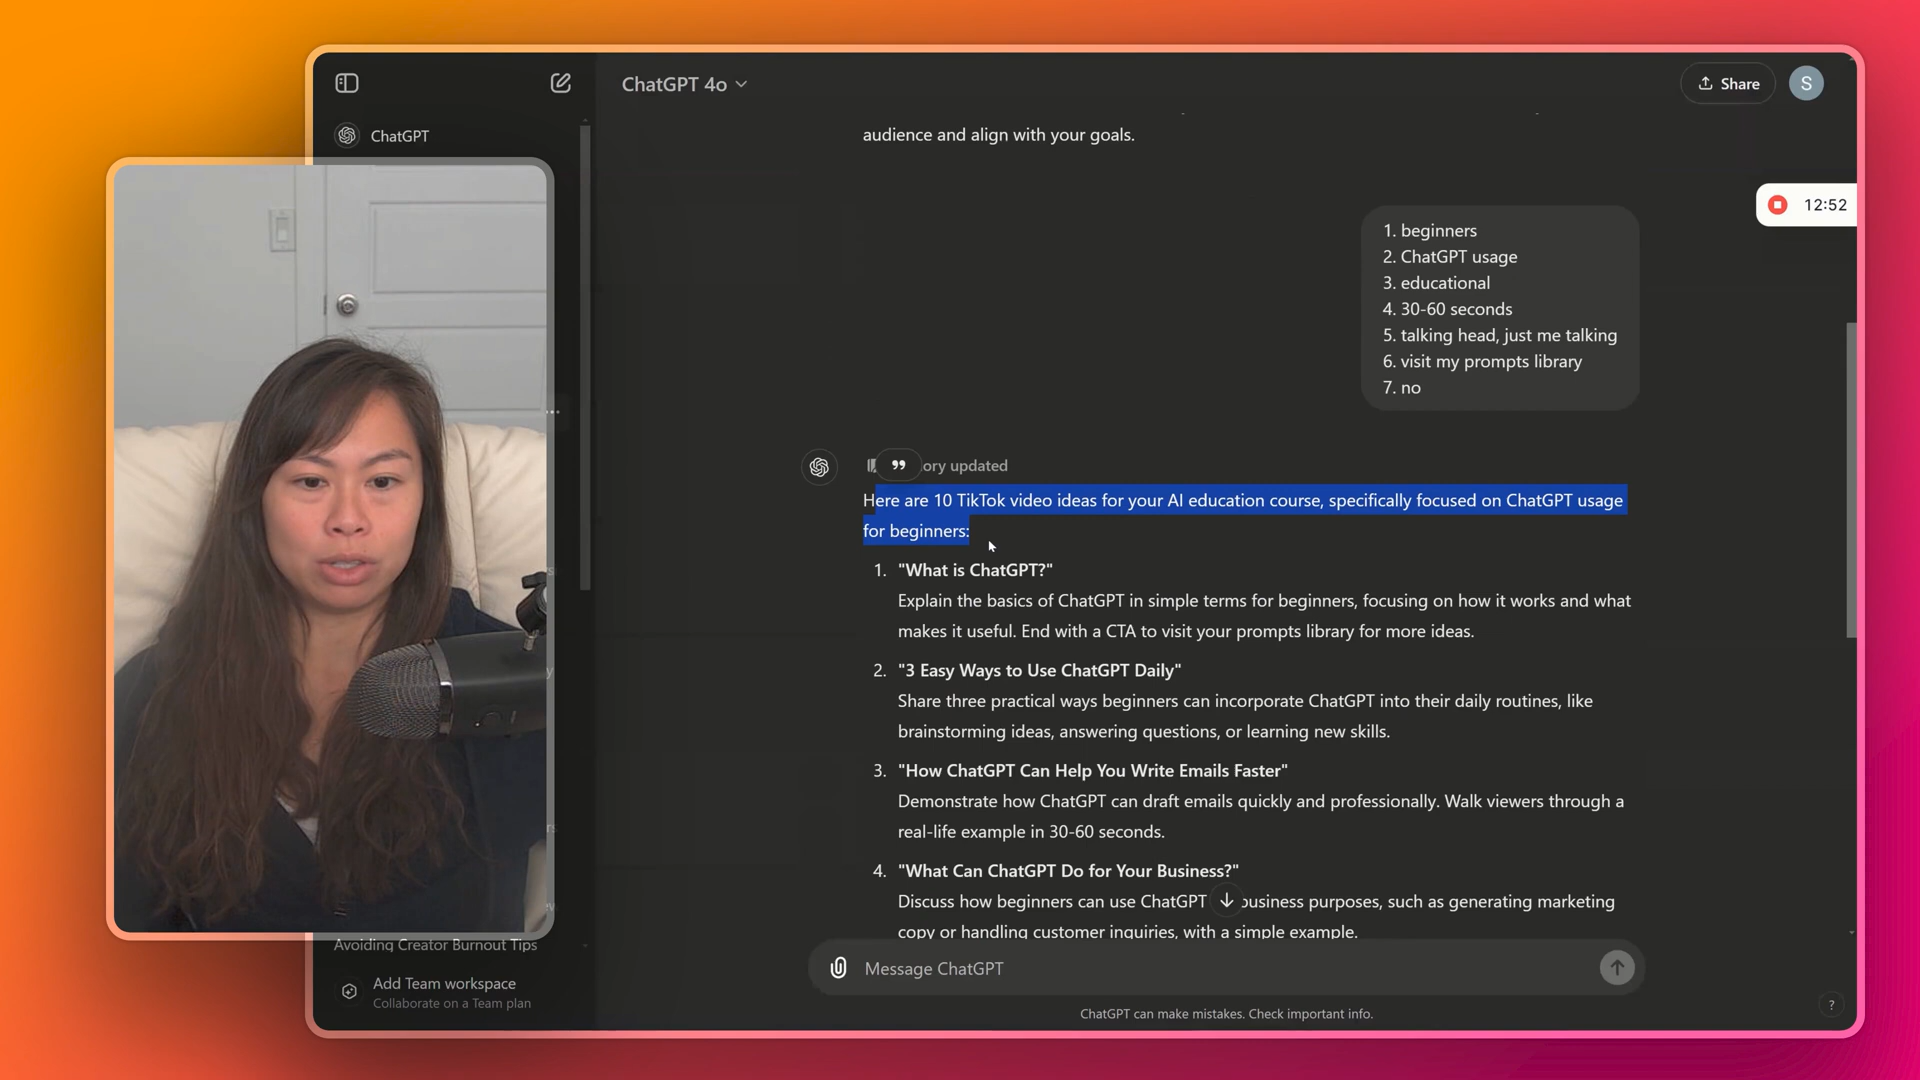 ChatGPT
ChatGPT 4o
Share
S
audience and align with your goals.
12:52
1. beginners
2. ChatGPT usage
3. educational
4. 30-60 seconds
5. talking head, just me talking
6. visit my prompts library
7. no
ory updated
Here are 10 TikTok video ideas for your AI education course, specifically focused on ChatGPT usage
for beginners:
1. "What is ChatGPT?"
Explain the basics of ChatGPT in simple terms for beginners, focusing on how it works and what
makes it useful. End with a CTA to visit your prompts library for more ideas.
2. "3 Easy Ways to Use ChatGPT Daily"
Share three practical ways beginners can incorporate ChatGPT into their daily routines, like
brainstorming ideas, answering questions, or learning new skills.
3. "How ChatGPT Can Help You Write Emails Faster"
Demonstrate how ChatGPT can draft emails quickly and professionally. Walk viewers through a
real-life example in 30-60 seconds.
4. "What Can ChatGPT Do for Your Business?"
Discuss how beginners can use ChatGPT business purposes, such as generating marketing
copy or handling customer inquiries, with a simple example.
Avoiding Creator Burnout Tips
Add Team workspace
Collaborate on a Team plan
Message ChatGPT
ChatGPT can make mistakes. Check important info.
?